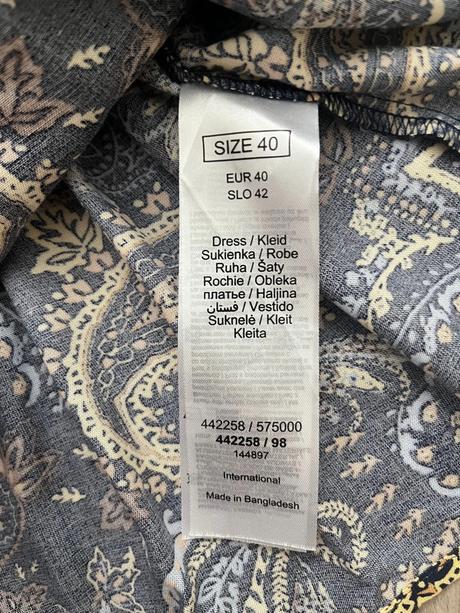 SIZE 40
EUR 40
SLO 42
Dress / Kleid
Sukienka / Robe
Ruha / Šaty
Rochie / Obleka
платье / Haljina
فستان / Vestido
Suknelė / Kleit
Kleita
442258 / 575000
442258 / 98
144897
International
Made in Bangladesh